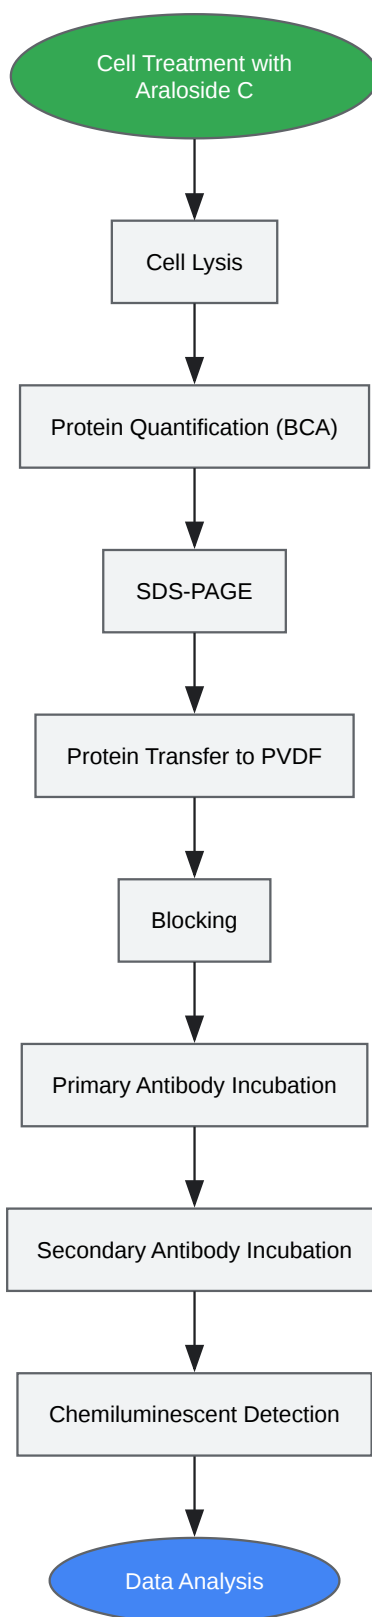 Cell Treatment with
Araloside C
Cell Lysis
Protein Quantification (BCA)
SDS-PAGE
Protein Transfer to PVDF
Blocking
Primary Antibody Incubation
Secondary Antibody Incubation
Chemiluminescent Detection
Data Analysis